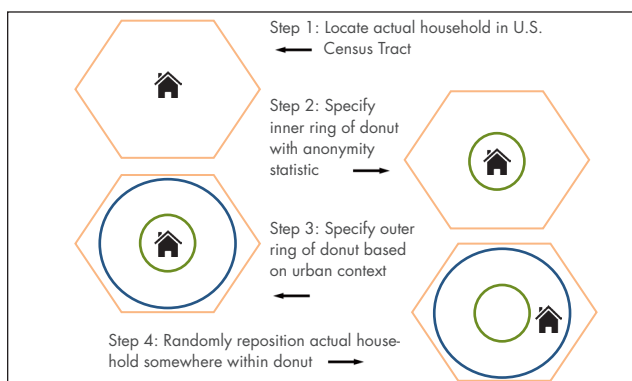 Step 1: Locate actual household in U.S.
Census Tract
Step 2: Specify
inner ring of donut
with anonymity
statistic
Step 3: Specify outer
ring of donut based
on urban context
Step 4: Randomly reposition actual house-
hold somewhere within donut